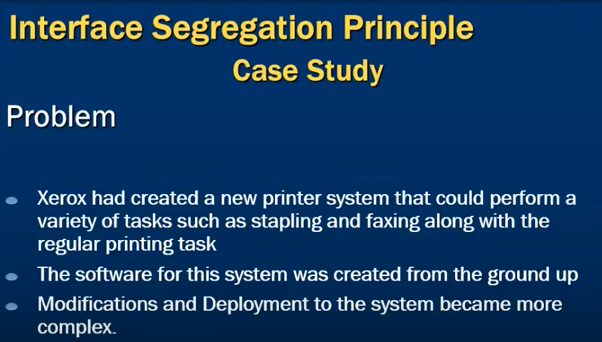 Interface Segregation Principle
Case Study
Problem
Xerox had created a new printer system that could perform a
variety of tasks such as stapling and faxing along with the
regular printing task
The software for this system was created from the ground up
Modifications and Deployment to the system became more
complex.